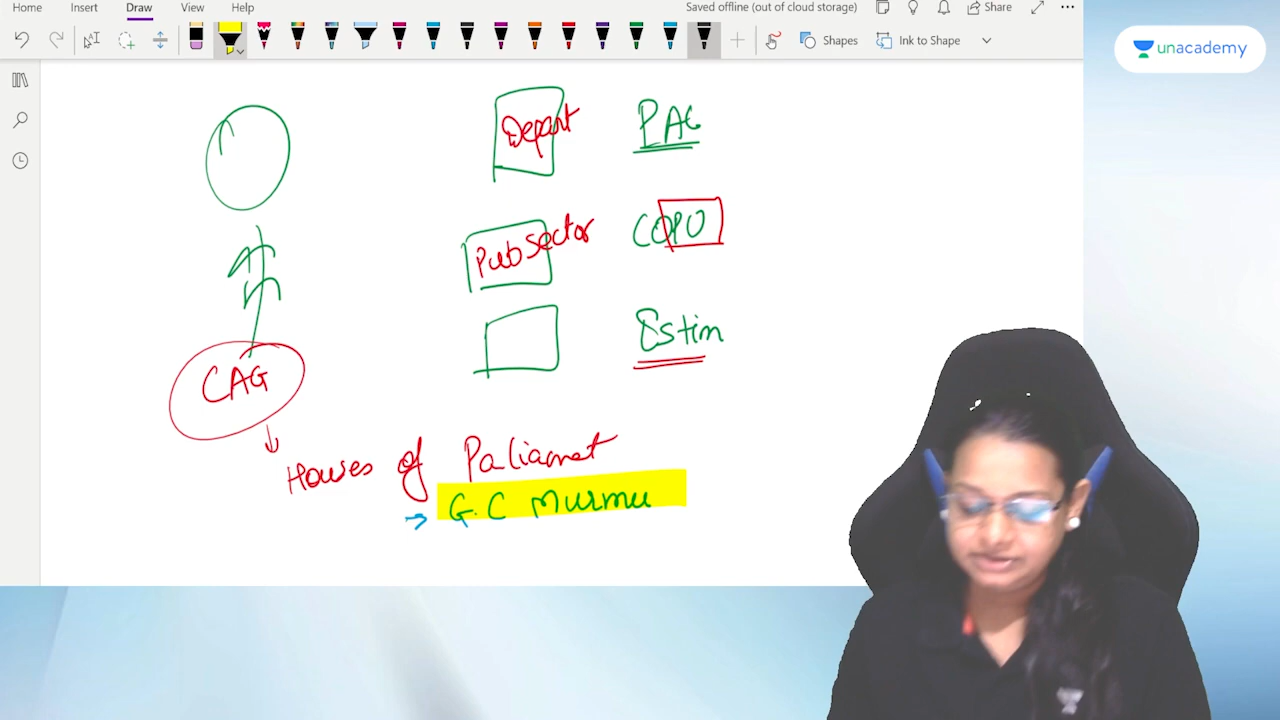 Home Insert Draw View Help Saved offline (out of cloud storage) Share
Shapes Ink to Shape
unacademy
Depart PAC
Pub Sector COPU
Estim
CAG
Houses of Paliamet
→ G.C Murmu